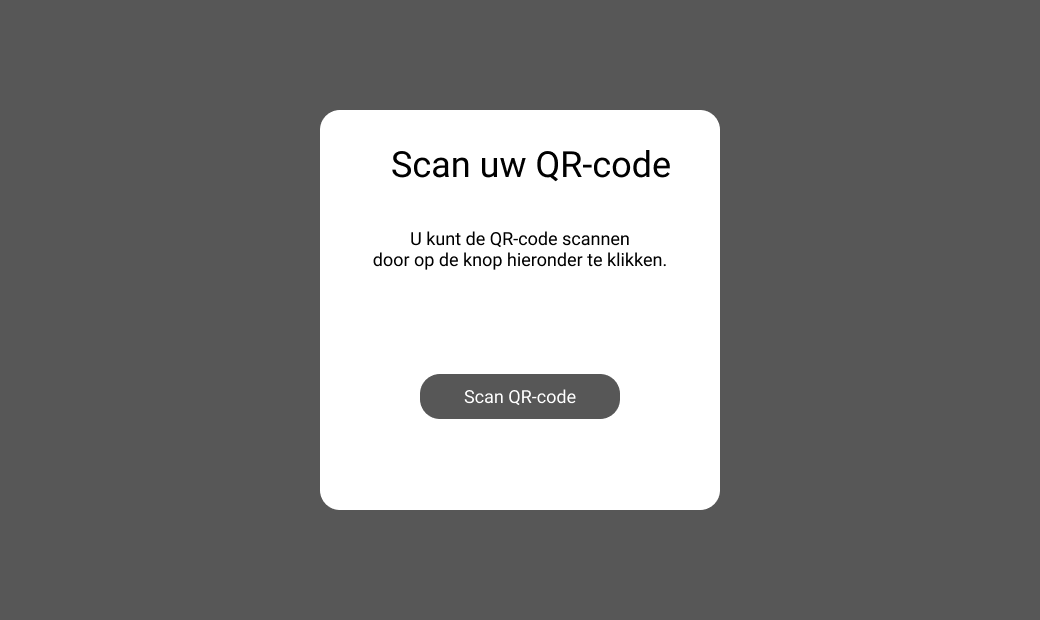 Scan uw QR-code
U kunt de QR-code scannen
door op de knop hieronder te klikken.
Scan QR-code